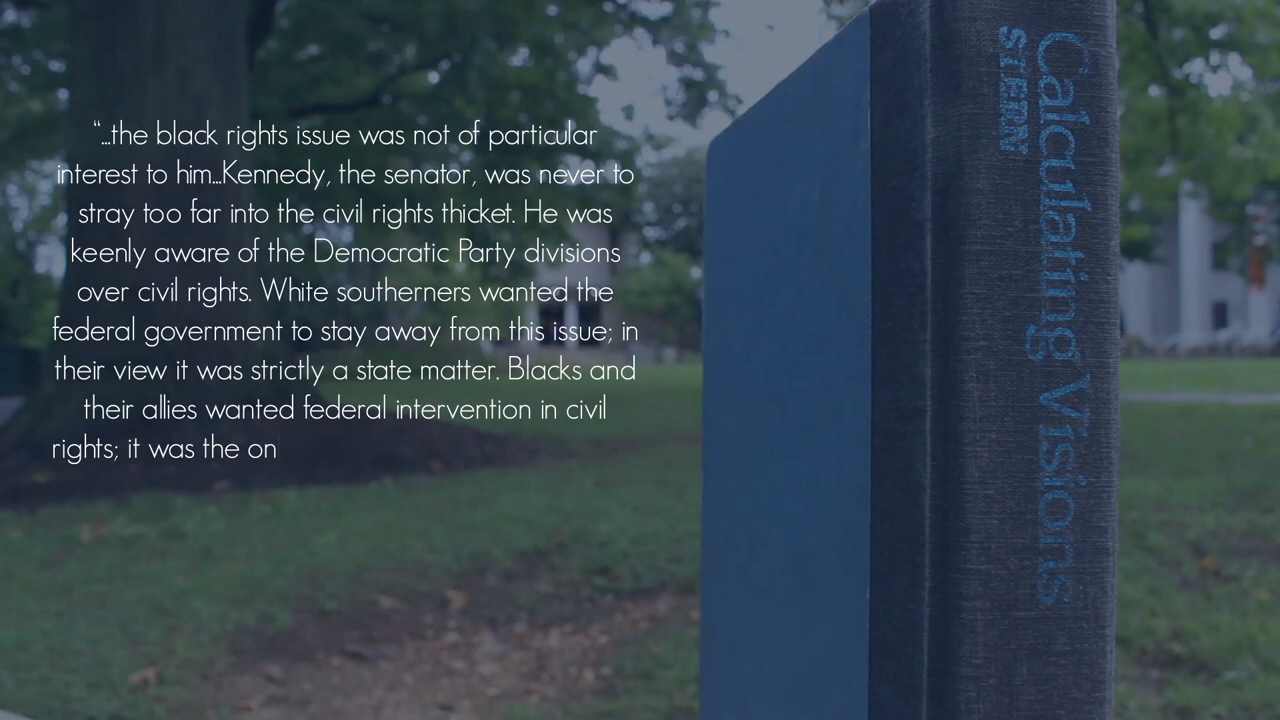 “...the black rights issue was not of particular
interest to him...Kennedy, the senator, was never to
stray too far into the civil rights thicket. He was
keenly aware of the Democratic Party divisions
over civil rights. White southerners wanted the
federal government to stay away from this issue; in
their view it was strictly a state matter. Blacks and
their allies wanted federal intervention in civil
rights; it was the on
STERN
Calculating Visions